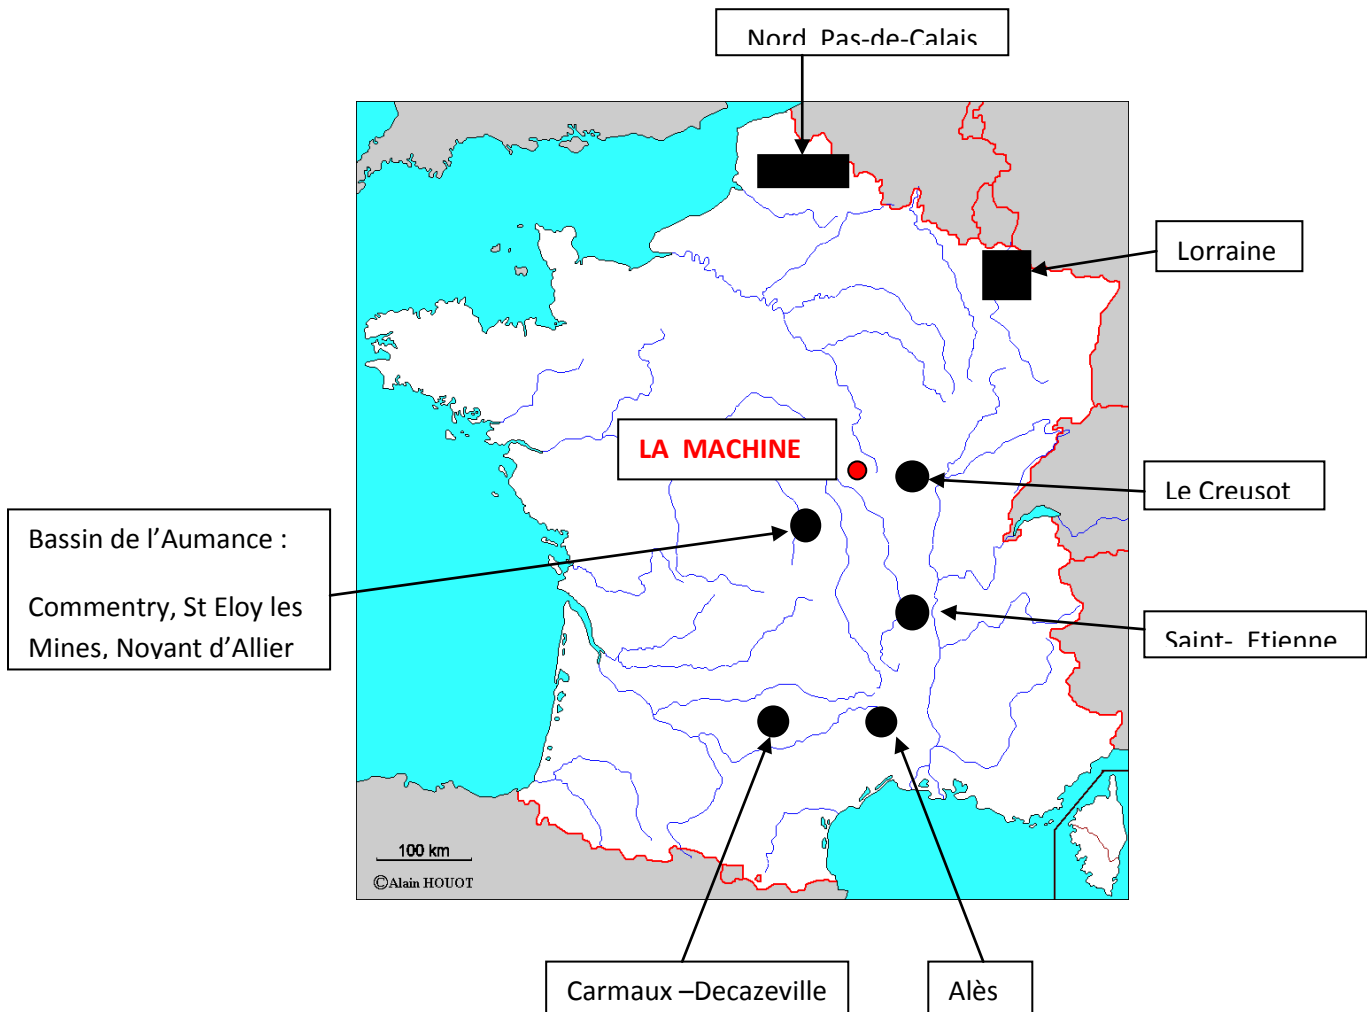 Nord Pas-de-Calais
Lorraine
LA MACHINE
Le Creusot
Bassin de l’Aumance :
Commentry, St Eloy les
Mines, Noyant d’Allier
Saint- Etienne
100 km
©Alain HOUOT
Carmaux –Decazeville
Alès